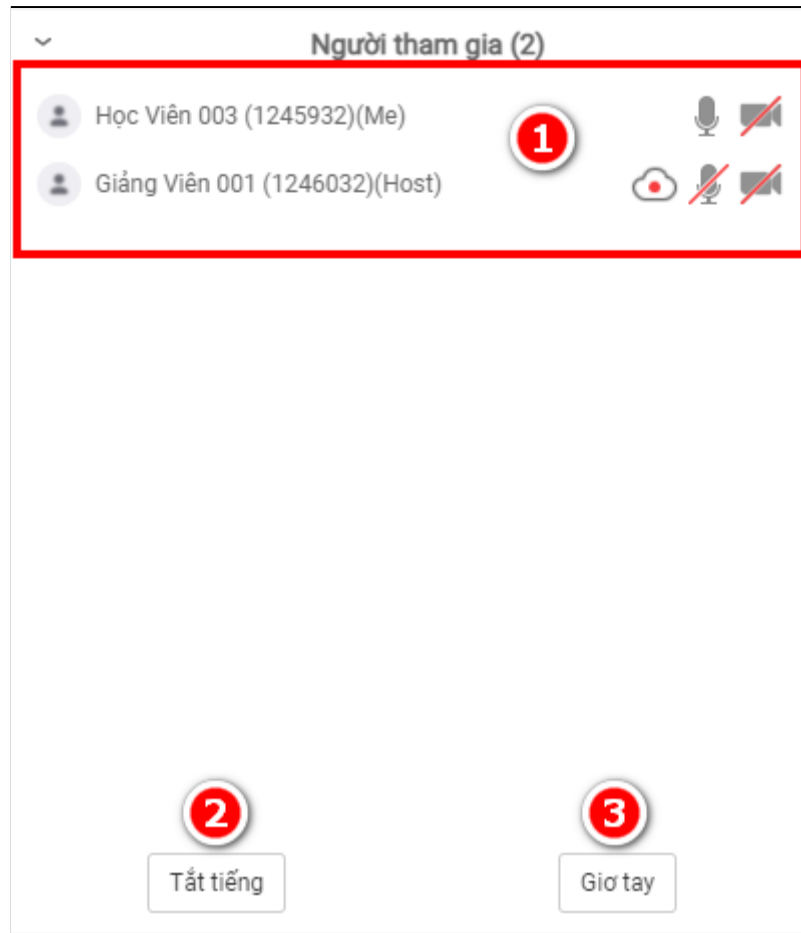 Người tham gia (2)
Học Viên 003 (1245932)(Me)
1
Giảng Viên 001 (1246032)(Host)
2
3
Tắt tiếng
Giơ tay